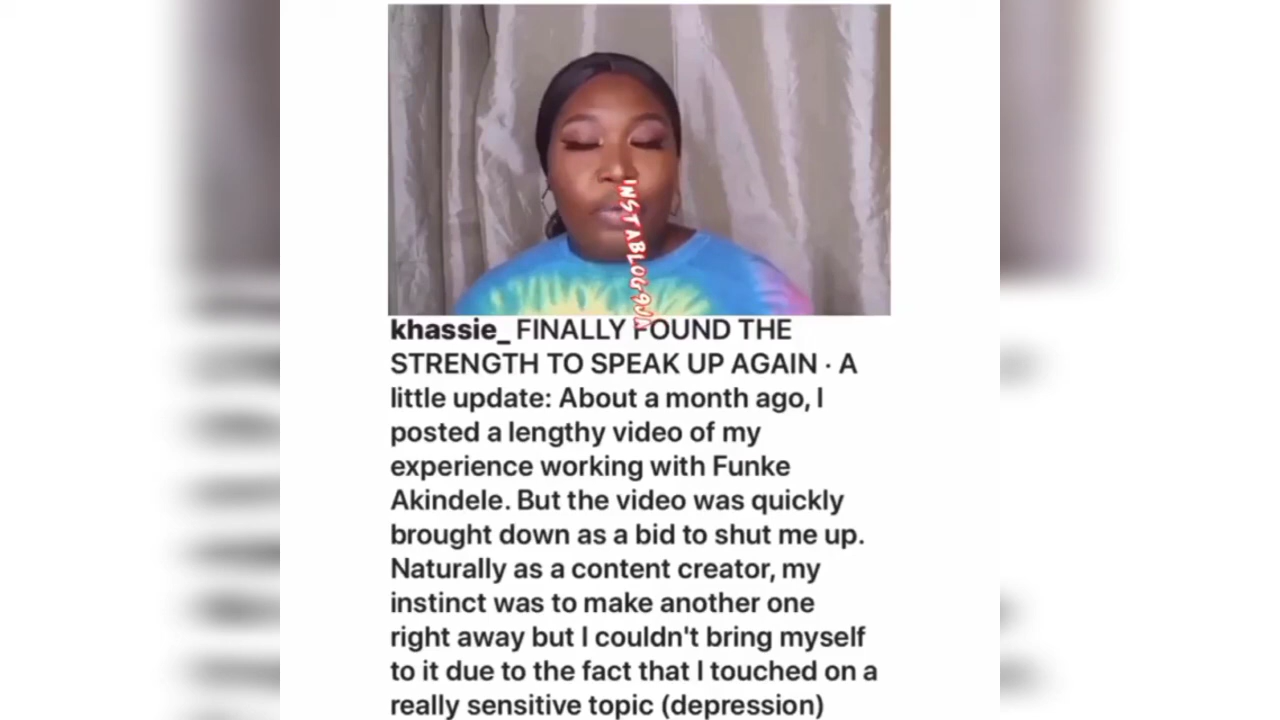 INSTABLOG9JA
khassie_ FINALLY FOUND THE
STRENGTH TO SPEAK UP AGAIN · A
little update: About a month ago, I
posted a lengthy video of my
experience working with Funke
Akindele. But the video was quickly
brought down as a bid to shut me up.
Naturally as a content creator, my
instinct was to make another one
right away but I couldn't bring myself
to it due to the fact that I touched on a
really sensitive topic (depression)